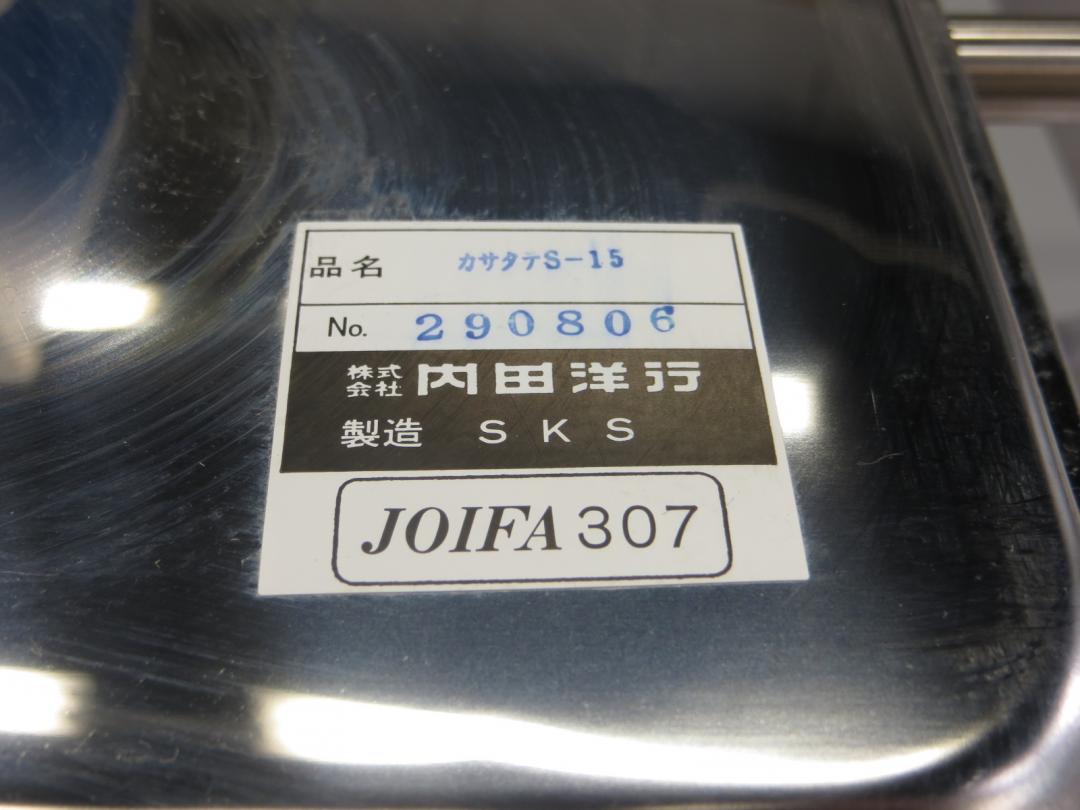 品名 カサタテS-15
No. 290806
株式会社 内田洋行
製造 SKS
JOIFA 307